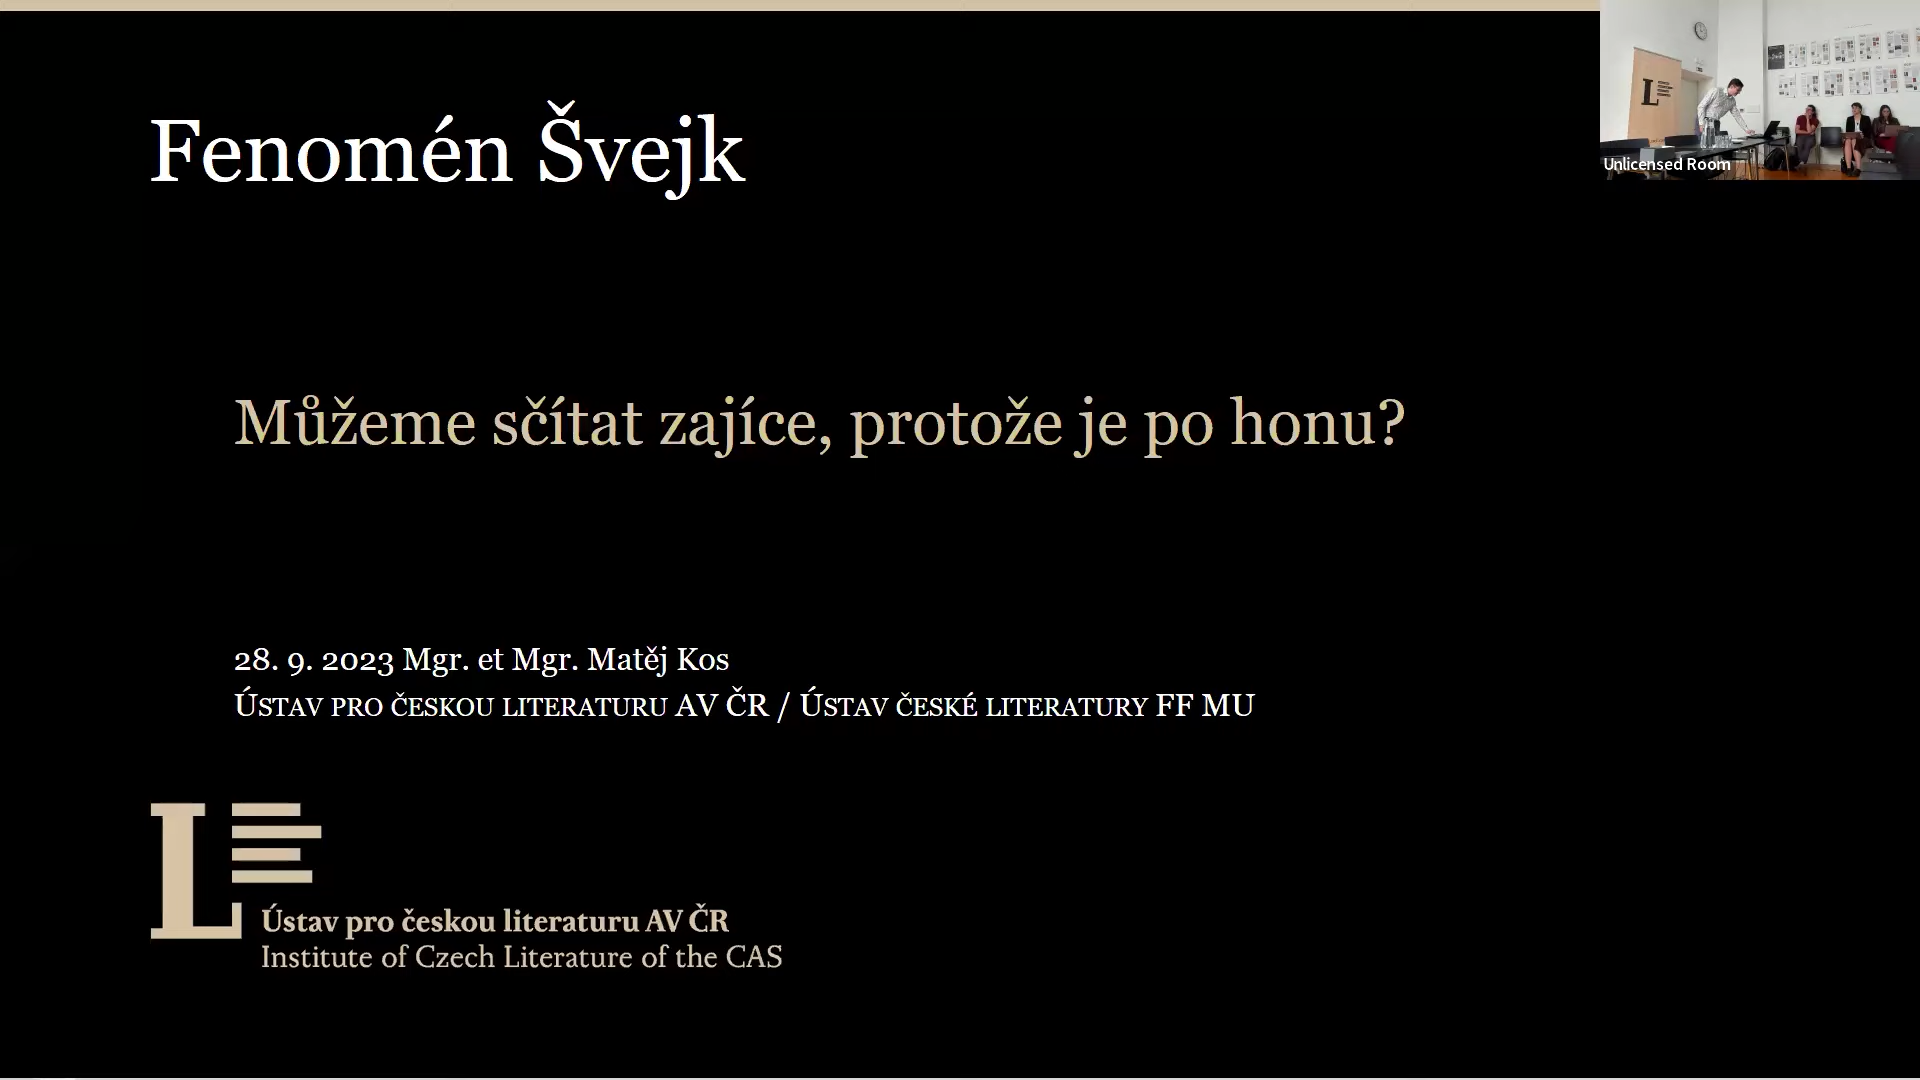 Fenomén Švejk
Unlicensed Room
Můžeme sčítat zajíce, protože je po honu?
28. 9. 2023 Mgr. et Mgr. Matěj Kos
ÚSTAV PRO ČESKOU LITERATURU AV ČR / ÚSTAV ČESKÉ LITERATURY FF MU
Ústav pro českou literaturu AV ČR
Institute of Czech Literature of the CAS